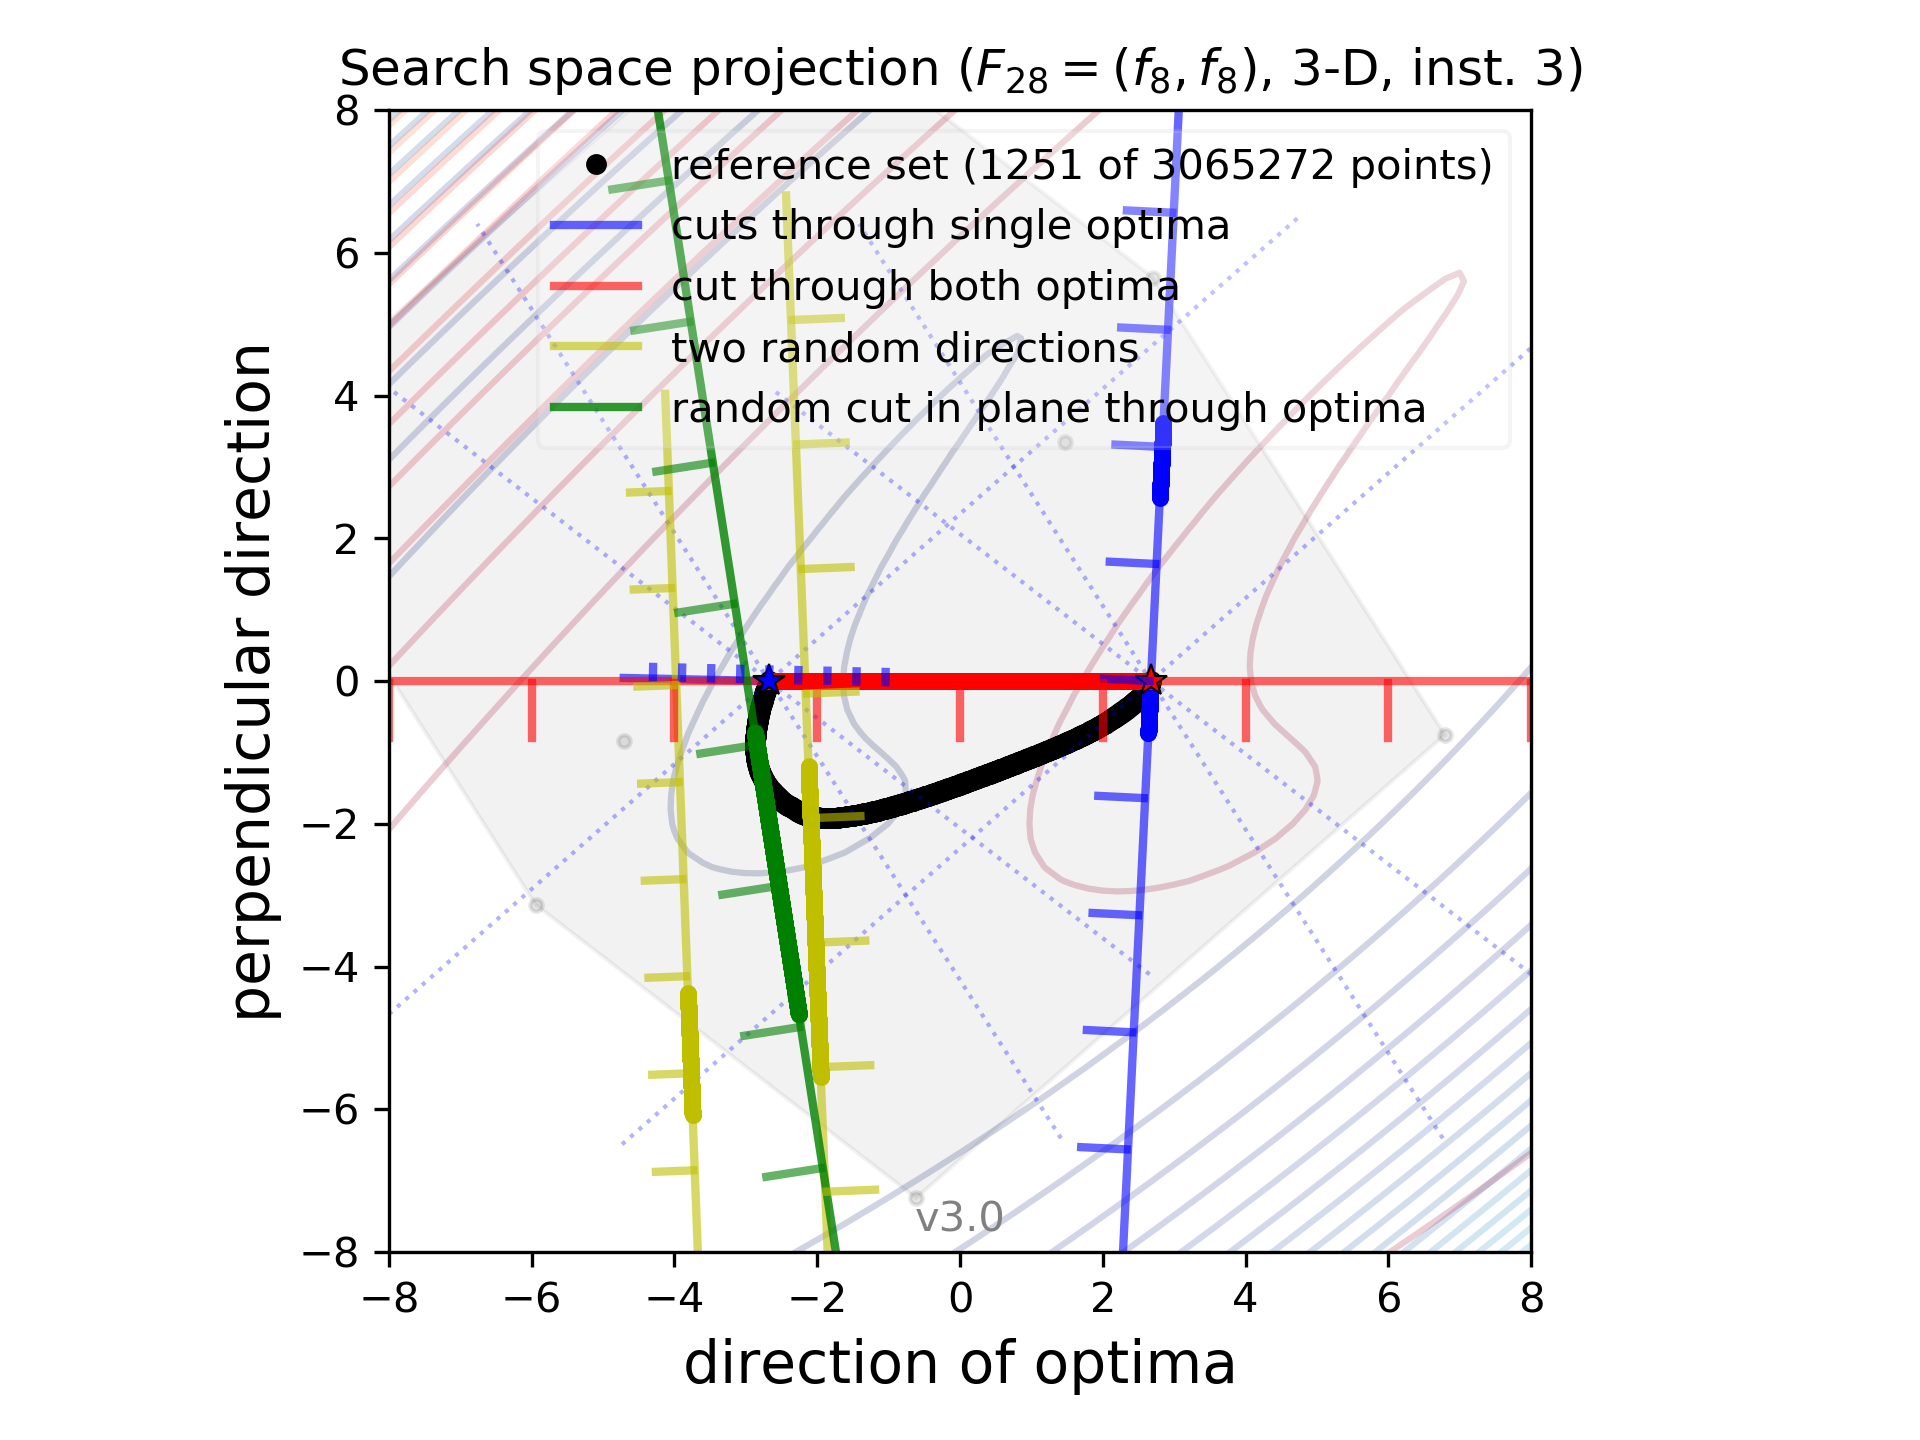 Search space projection (F₂₈ = (f₈, f₈), 3-D, inst. 3)
reference set (1251 of 3065272 points)
cuts through single optima
cut through both optima
two random directions
random cut in plane through optima
perpendicular direction
8
6
4
2
0
−2
−4
−6
−8
v3.0
−8 −6 −4 −2 0 2 4 6 8
direction of optima